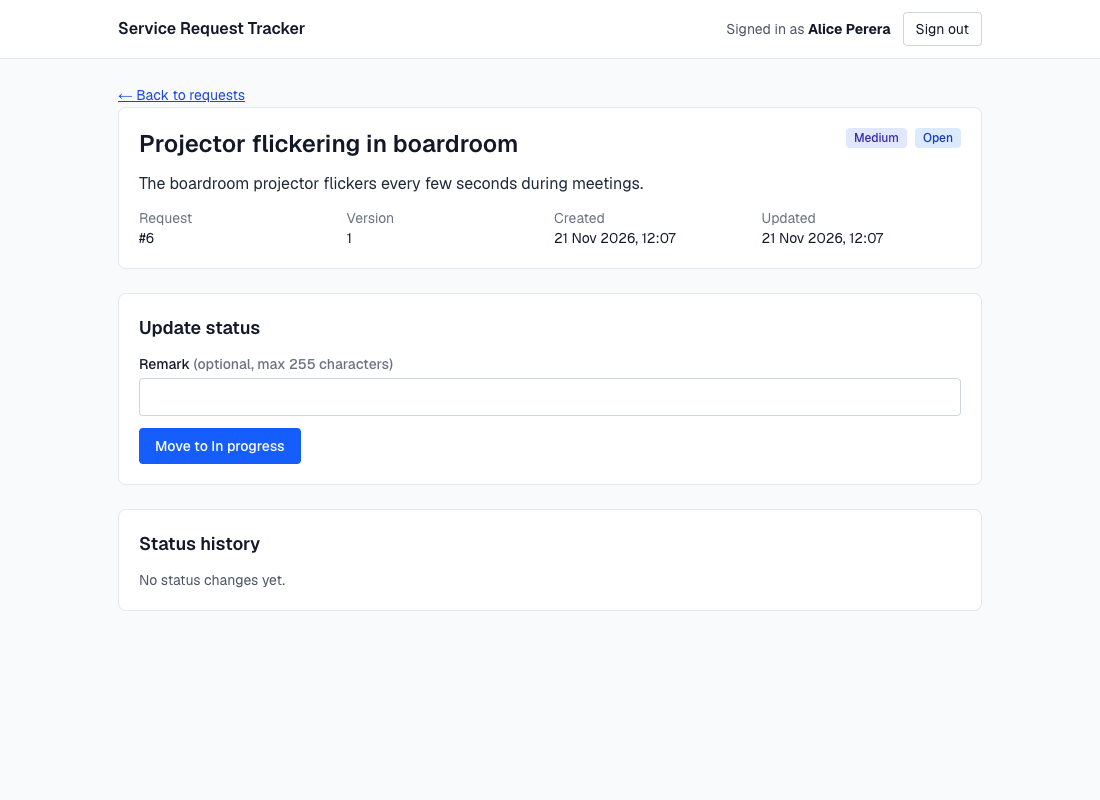 Service Request Tracker
Signed in as Alice Perera
Sign out
← Back to requests
Projector flickering in boardroom
Medium
Open
The boardroom projector flickers every few seconds during meetings.
Request
Version
Created
Updated
#6
1
21 Nov 2026, 12:07
21 Nov 2026, 12:07
Update status
Remark (optional, max 255 characters)
Move to In progress
Status history
No status changes yet.